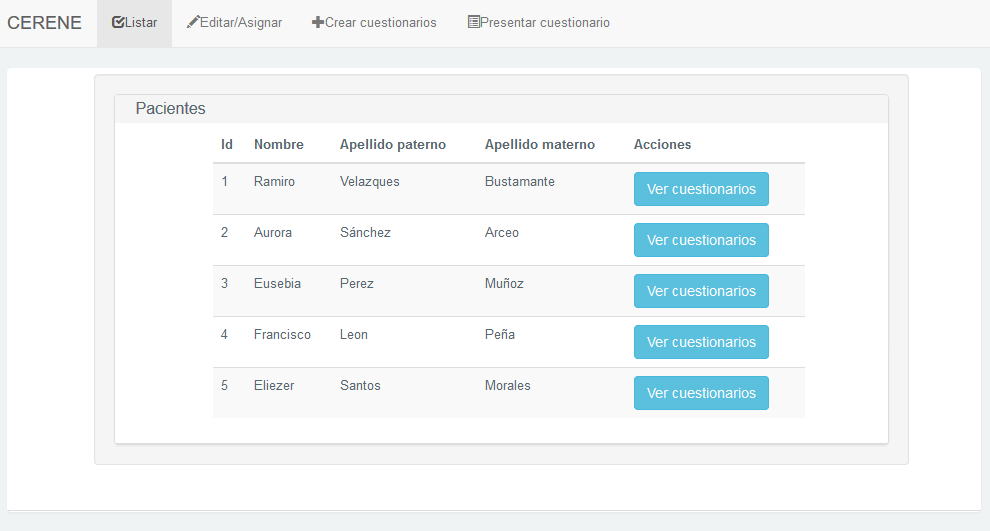 CERENE Listar Editar/Asignar Crear cuestionarios Presentar cuestionario
Pacientes
Id Nombre Apellido paterno Apellido materno Acciones
1 Ramiro Velazques Bustamante Ver cuestionarios
2 Aurora Sánchez Arceo Ver cuestionarios
3 Eusebia Perez Muñoz Ver cuestionarios
4 Francisco Leon Peña Ver cuestionarios
5 Eliezer Santos Morales Ver cuestionarios